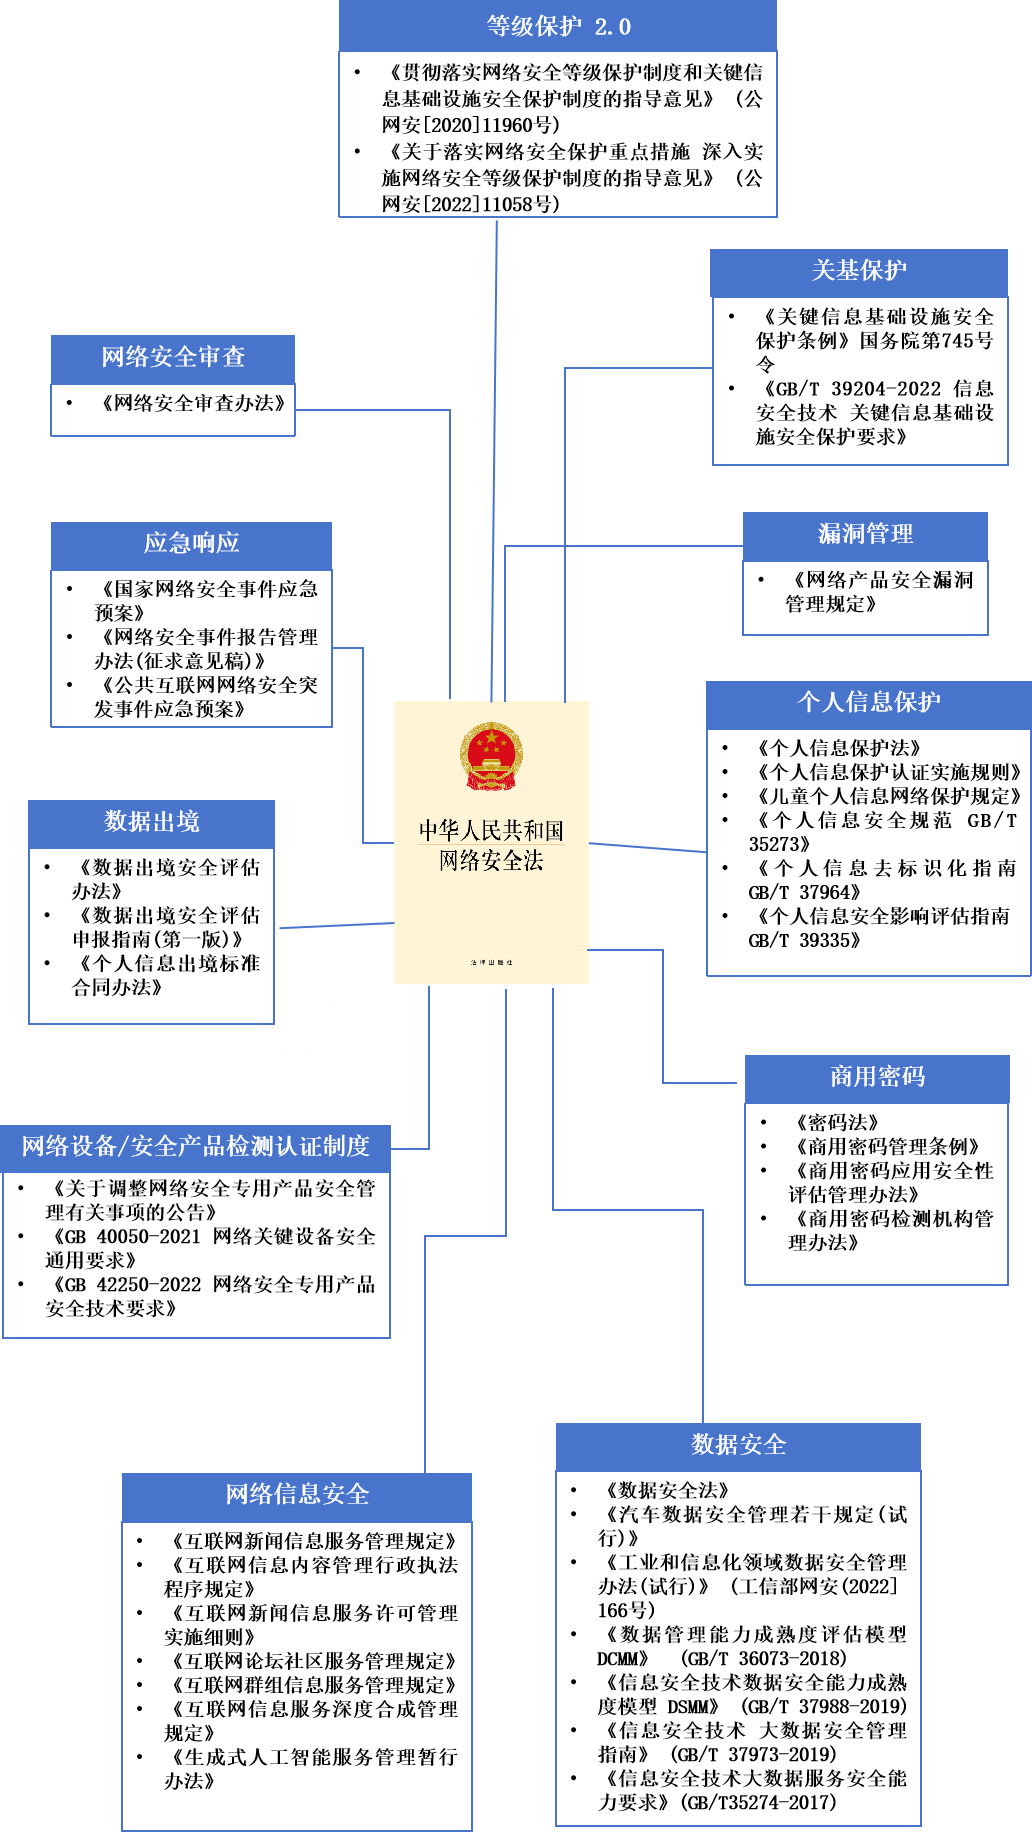 等级保护 2.0
• 《贯彻落实网络安全等级保护制度和关键信
息基础设施安全保护制度的指导意见》 (公
网安[2020]11960号)
• 《关于落实网络安全保护重点措施 深入实
施网络安全等级保护制度的指导意见》 (公
网安[2022]11058号)
关基保护
• 《关键信息基础设施安全
保护条例》国务院第745号
令
• 《GB/T 39204-2022 信息
安全技术 关键信息基础设
施安全保护要求》
网络安全审查
• 《网络安全审查办法》
漏洞管理
• 《网络产品安全漏洞
管理规定》
应急响应
• 《国家网络安全事件应急
预案》
• 《网络安全事件报告管理
办法(征求意见稿)》
• 《公共互联网网络安全突
发事件应急预案》
个人信息保护
• 《个人信息保护法》
• 《个人信息保护认证实施规则》
• 《儿童个人信息网络保护规定》
• 《个人信息安全规范 GB/T
35273》
• 《个人信息去标识化指南
GB/T 37964》
• 《个人信息安全影响评估指南
GB/T 39335》
中华人民共和国
网络安全法
法律出版社
数据出境
• 《数据出境安全评估
办法》
• 《数据出境安全评估
申报指南(第一版)》
• 《个人信息出境标准
合同办法》
商用密码
• 《密码法》
• 《商用密码管理条例》
• 《商用密码应用安全性
评估管理办法》
• 《商用密码检测机构管
理办法》
网络设备/安全产品检测认证制度
• 《关于调整网络安全专用产品安全管
理有关事项的公告》
• 《GB 40050-2021 网络关键设备安全
通用要求》
• 《GB 42250-2022 网络安全专用产品
安全技术要求》
数据安全
• 《数据安全法》
• 《汽车数据安全管理若干规定(试
行)》
• 《工业和信息化领域数据安全管理
办法(试行)》 (工信部网安(2022]
166号)
• 《数据管理能力成熟度评估模型
DCMM》 (GB/T 36073-2018)
• 《信息安全技术数据安全能力成熟
度模型 DSMM》 (GB/T 37988-2019)
• 《信息安全技术 大数据安全管理
指南》 (GB/T 37973-2019)
• 《信息安全技术大数据服务安全能
力要求》(GB/T35274-2017)
网络信息安全
• 《互联网新闻信息服务管理规定》
• 《互联网信息内容管理行政执法
程序规定》
• 《互联网新闻信息服务许可管理
实施细则》
• 《互联网论坛社区服务管理规定》
• 《互联网群组信息服务管理规定》
• 《互联网信息服务深度合成管理
规定》
• 《生成式人工智能服务管理暂行
办法》